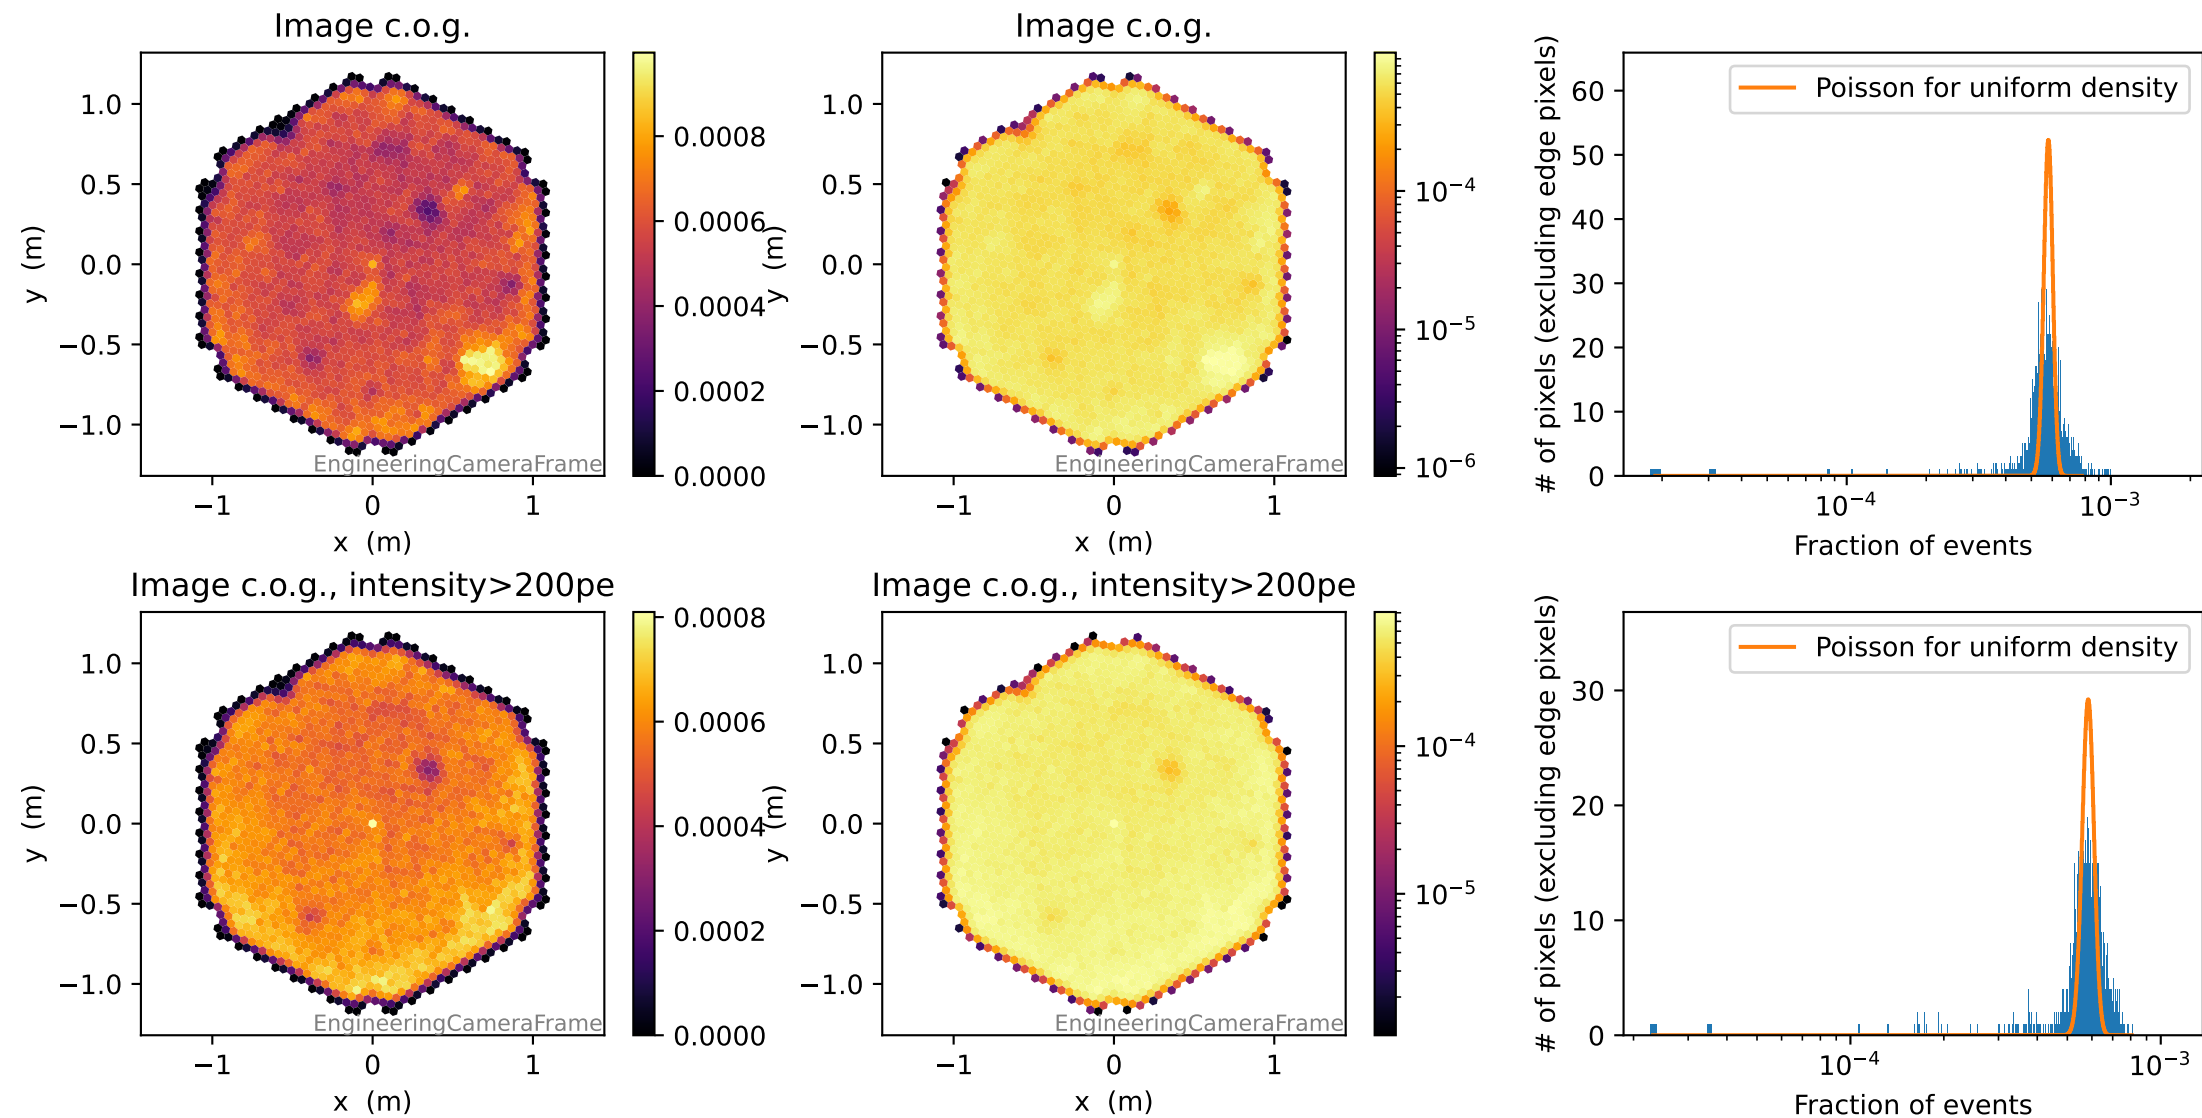 Image c.o.g.
1.0
0.5
0.0
−0.5
−1.0
y (m)
−1
0
1
x (m)
EngineeringCameraFrame
0.0008
0.0006
0.0004
0.0002
0.0000
Image c.o.g.
1.0
0.5
0.0
−0.5
−1.0
y (m)
−1
0
1
x (m)
EngineeringCameraFrame
10⁻⁴
10⁻⁵
10⁻⁶
Poisson for uniform density
60
50
40
30
20
10
0
# of pixels (excluding edge pixels)
10⁻⁴
10⁻³
Fraction of events
Image c.o.g., intensity>200pe
1.0
0.5
0.0
−0.5
−1.0
y (m)
−1
0
1
x (m)
EngineeringCameraFrame
0.0008
0.0006
0.0004
0.0002
0.0000
Image c.o.g., intensity>200pe
1.0
0.5
0.0
−0.5
−1.0
y (m)
−1
0
1
x (m)
EngineeringCameraFrame
10⁻⁴
10⁻⁵
Poisson for uniform density
30
20
10
0
# of pixels (excluding edge pixels)
10⁻⁴
10⁻³
Fraction of events